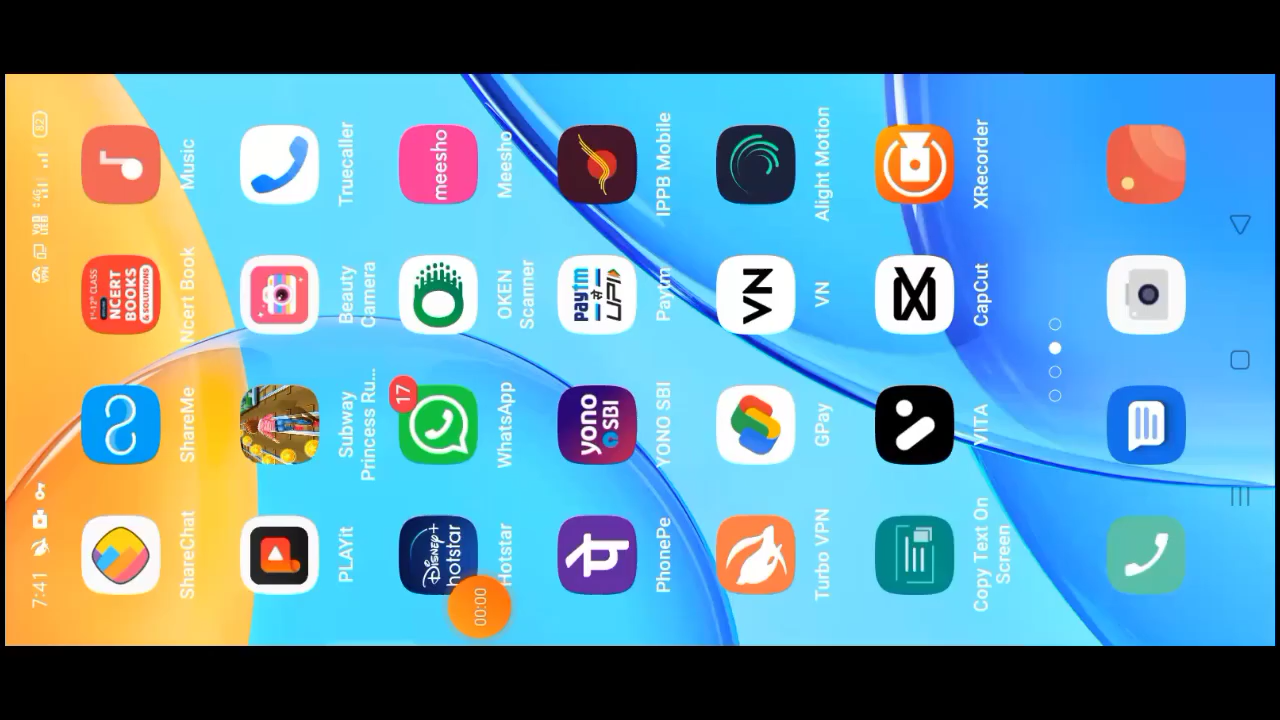 7:41
82
ShareChat
ShareMe
1st-12th CLASS
NCERT
BOOKS
& SOLUTIONS
Ncert Book
Music
PLAYit
Subway
Princess Ru...
Beauty
Camera
Truecaller
Disney+
hotstar
Hotstar
00:00
17
WhatsApp
OKEN
Scanner
meesho
Meesho
PhonePe
yono
SBI
YONO SBI
paytm
से
UPI
Paytm
IPPB Mobile
Turbo VPN
GPay
VN
VN
Alight Motion
Copy Text On
Screen
VITA
CapCut
XRecorder